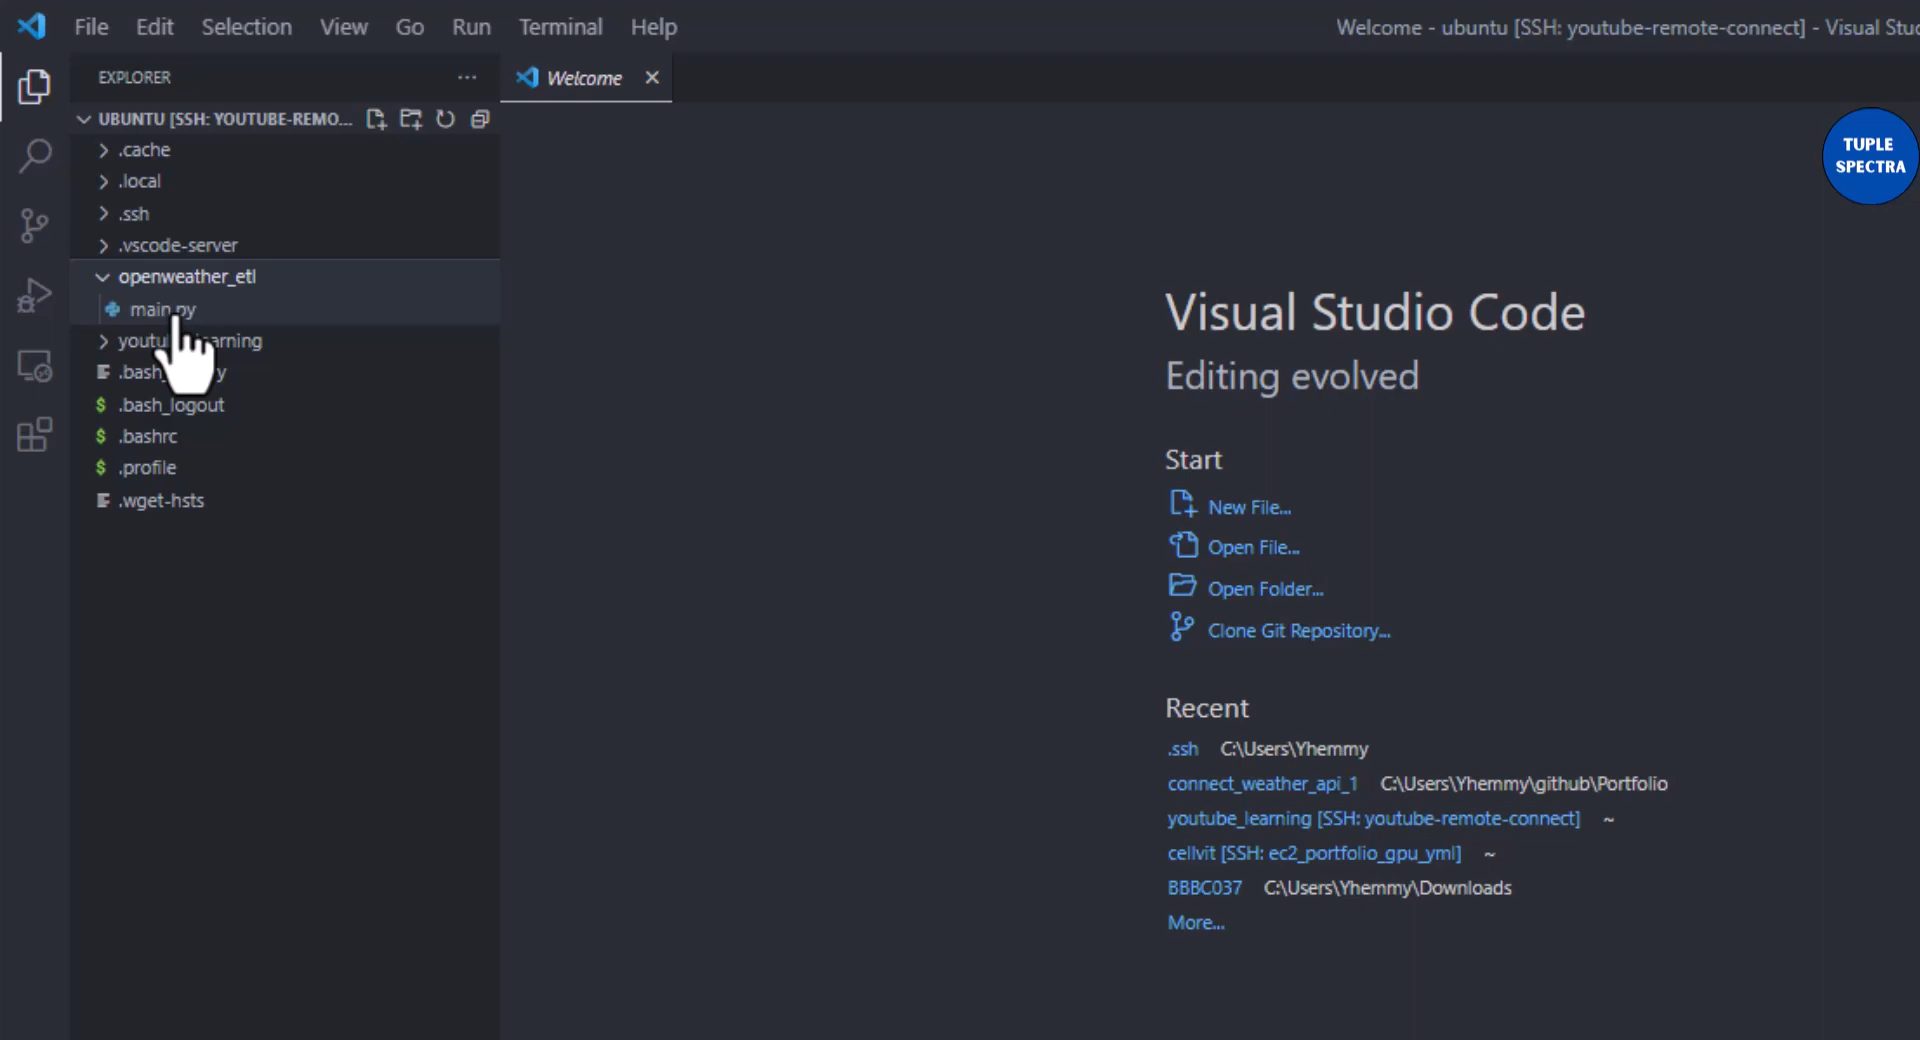 File Edit Selection View Go Run Terminal Help
Welcome - ubuntu [SSH: youtube-remote-connect] - Visual
EXPLORER
Welcome
UBUNTU [SSH: YOUTUBE-REMO...
.cache
.local
.ssh
.vscode-server
openweather_etl
main.py
.bash_logout
.bashrc
.profile
.wget-hsts
TUPLE
SPECTRA
Visual Studio Code
Editing evolved
Start
New File...
Open File...
Open Folder...
Clone Git Repository...
Recent
.ssh C:\Users\Yhemmy
connect_weather_api_1 C:\Users\Yhemmy\github\Portfolio
youtube_learning [SSH: youtube-remote-connect] ~
cellvit [SSH: ec2_portfolio_gpu_yml] ~
BBBC037 C:\Users\Yhemmy\Downloads
More...